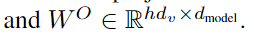 and W^O ∈ ℝ^{hd_v×d_model}.